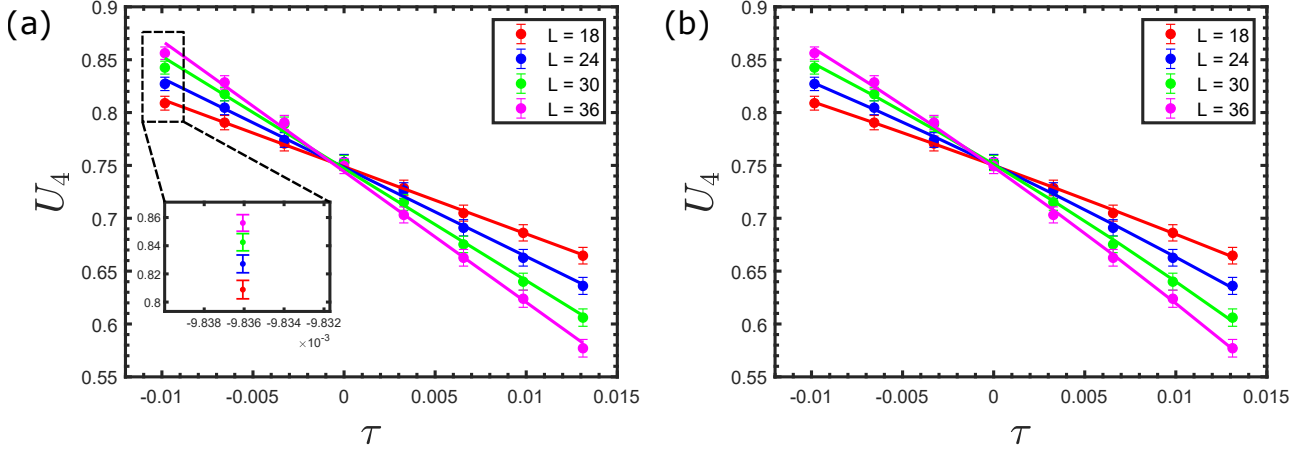 (a)
U₄
0.9
0.85
0.8
0.75
0.7
0.65
0.6
0.55
-0.01
-0.005
0
0.005
0.01
0.015
τ
L = 18
L = 24
L = 30
L = 36
0.86
0.84
0.82
0.8
-9.838
-9.836
-9.834
-9.832
×10⁻³
(b)
U₄
0.9
0.85
0.8
0.75
0.7
0.65
0.6
0.55
-0.01
-0.005
0
0.005
0.01
0.015
τ
L = 18
L = 24
L = 30
L = 36